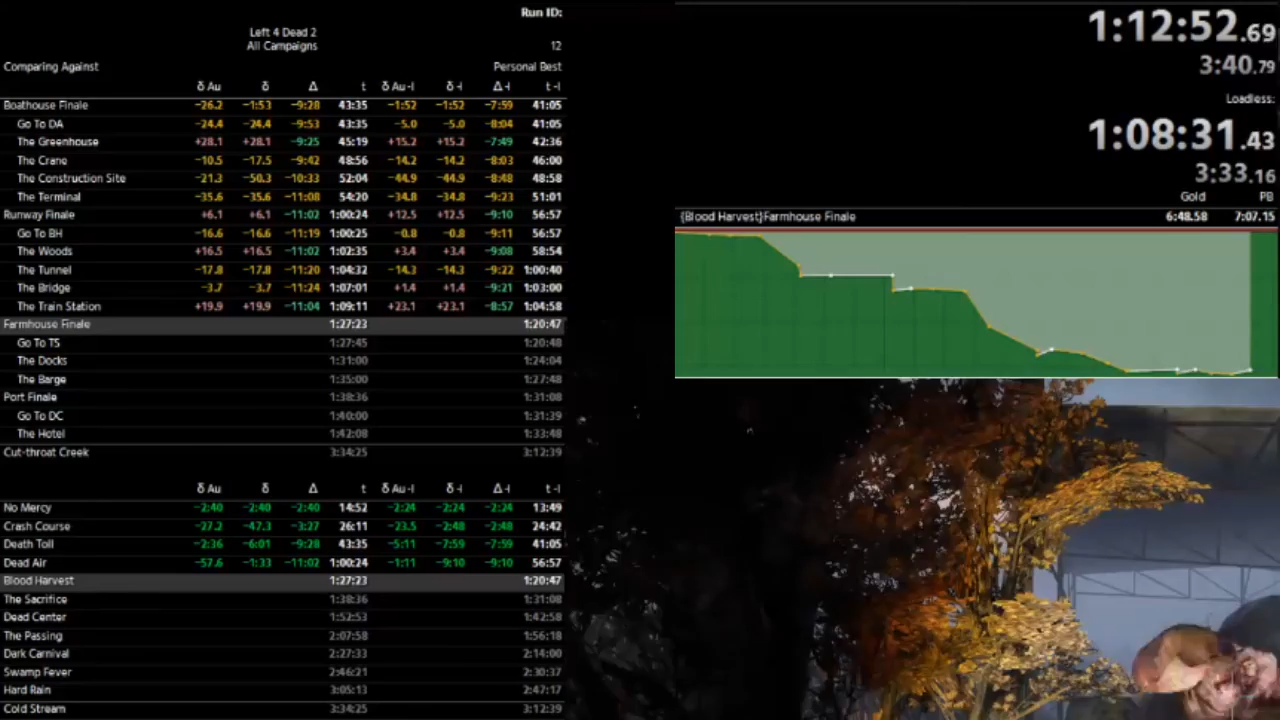 Run ID:
Left 4 Dead 2
All Campaigns 12
Comparing Against Personal Best
δ Au δ Δ t δ Au -I δ -I Δ -I t -I
Boathouse Finale −26.2 −1:53 −9:28 43:35 −1:52 −1:52 −7:59 41:05
Go To DA −24.4 −24.4 −9:53 43:35 −5.0 −5.0 −8:04 41:05
The Greenhouse +28.1 +28.1 −9:25 45:19 +15.2 +15.2 −7:49 42:36
The Crane −10.5 −17.5 −9:42 48:56 −14.2 −14.2 −8:03 46:00
The Construction Site −21.3 −50.3 −10:33 52:04 −44.9 −44.9 −8:48 48:58
The Terminal −35.6 −35.6 −11:08 54:20 −34.8 −34.8 −9:23 51:01
Runway Finale +6.1 +6.1 −11:02 1:00:24 +12.5 +12.5 −9:10 56:57
Go To BH −16.6 −16.6 −11:19 1:00:25 −0.8 −0.8 −9:11 56:57
The Woods +16.5 +16.5 −11:02 1:02:35 +3.4 +3.4 −9:08 58:54
The Tunnel −17.8 −17.8 −11:20 1:04:32 −14.3 −14.3 −9:22 1:00:40
The Bridge −3.7 −3.7 −11:24 1:07:01 +1.4 +1.4 −9:21 1:03:00
The Train Station +19.9 +19.9 −11:04 1:09:11 +23.1 +23.1 −8:57 1:04:58
Farmhouse Finale 1:27:23 1:20:47
Go To TS 1:27:45 1:20:48
The Docks 1:31:00 1:24:04
The Barge 1:35:00 1:27:48
Port Finale 1:38:36 1:31:08
Go To DC 1:40:00 1:31:39
The Hotel 1:42:08 1:33:48
Cut-throat Creek 3:34:25 3:12:39
δ Au δ Δ t δ Au -I δ -I Δ -I t -I
No Mercy −2:40 −2:40 −2:40 14:52 −2:24 −2:24 −2:24 13:49
Crash Course −27.2 −47.3 −3:27 26:11 −23.5 −2:48 −2:48 24:42
Death Toll −2:36 −6:01 −9:28 43:35 −5:11 −7:59 −7:59 41:05
Dead Air −57.6 −1:33 −11:02 1:00:24 −1:11 −9:10 −9:10 56:57
Blood Harvest 1:27:23 1:20:47
The Sacrifice 1:38:36 1:31:08
Dead Center 1:52:53 1:42:58
The Passing 2:07:58 1:56:18
Dark Carnival 2:27:33 2:14:00
Swamp Fever 2:46:21 2:30:37
Hard Rain 3:05:13 2:47:17
Cold Stream 3:34:25 3:12:39
1:12:52.69
3:40.79
Loadless:
1:08:31.43
3:33.16
Gold PB
{Blood Harvest}Farmhouse Finale 6:48.58 7:07.15